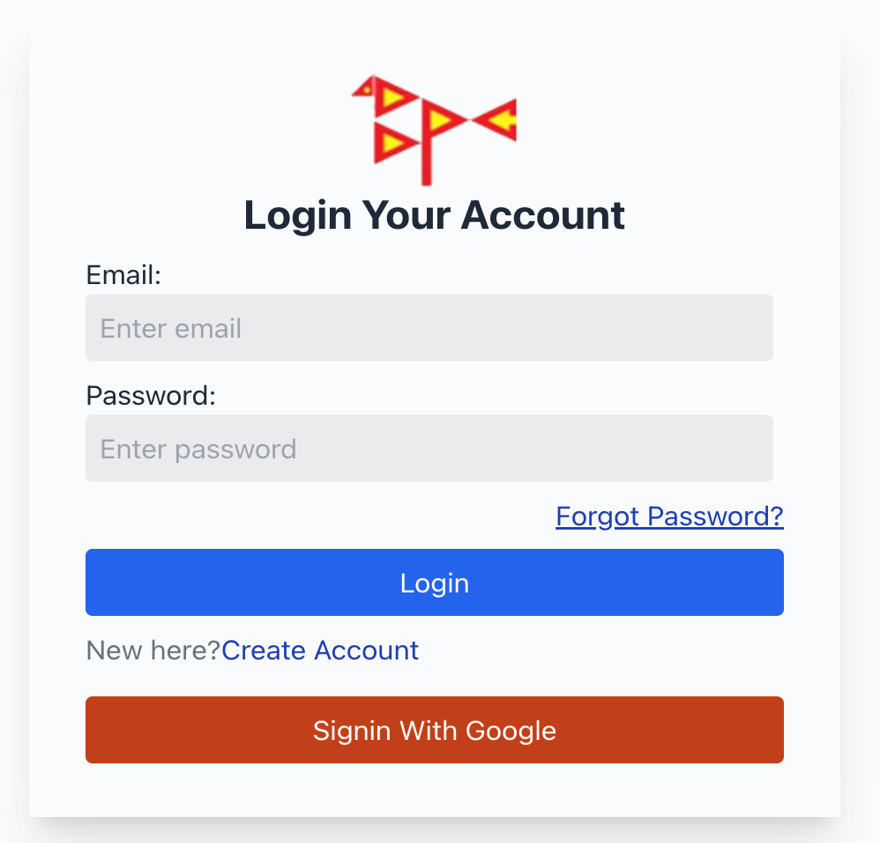 Login Your Account
Email:
Enter email
Password:
Enter password
Forgot Password?
Login
New here?Create Account
Signin With Google